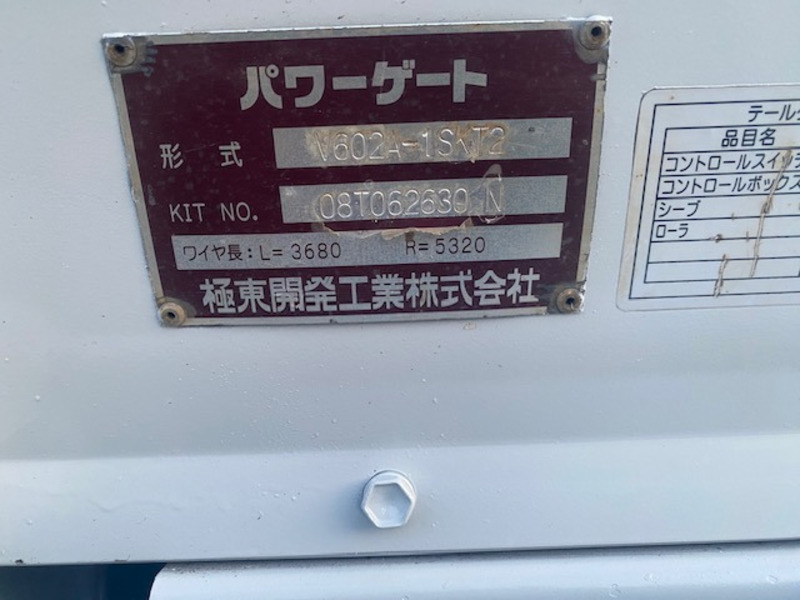 パワーゲート
形式 V602A-1SKT2
KIT NO. 08T062630 N
ワイヤ長：L= 3680 R= 5320
極東開発工業株式会社
品目名
コントロールスイッチ
コントロールボックス
シーブ
ローラ